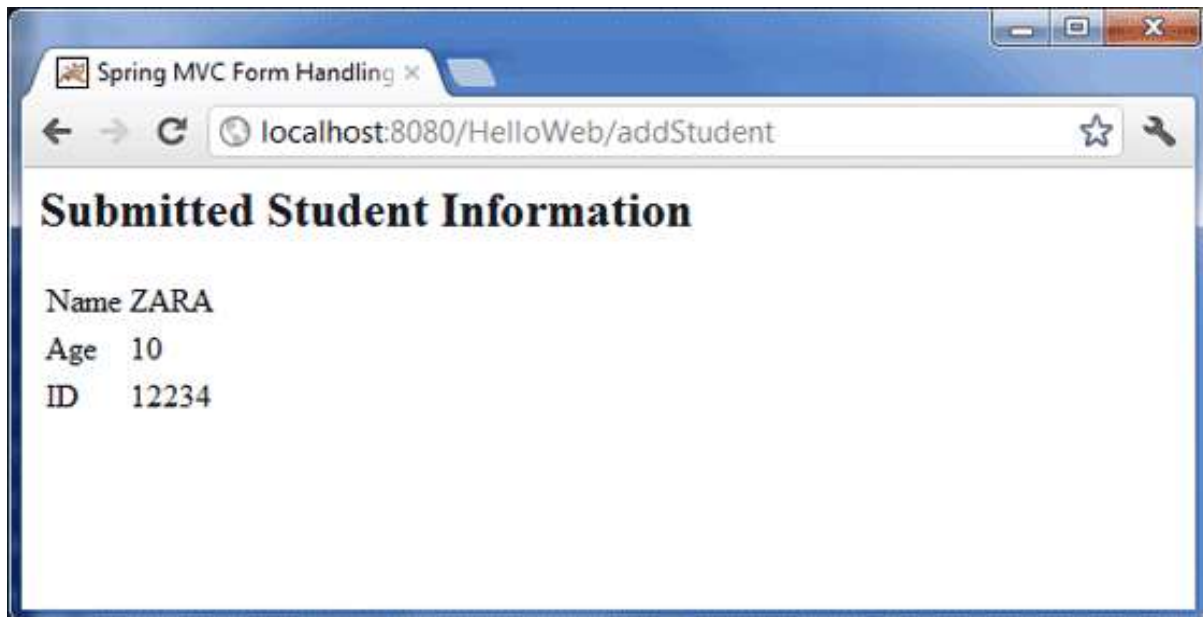 Spring MVC Form Handling
localhost:8080/HelloWeb/addStudent
Submitted Student Information
Name ZARA
Age 10
ID 12234